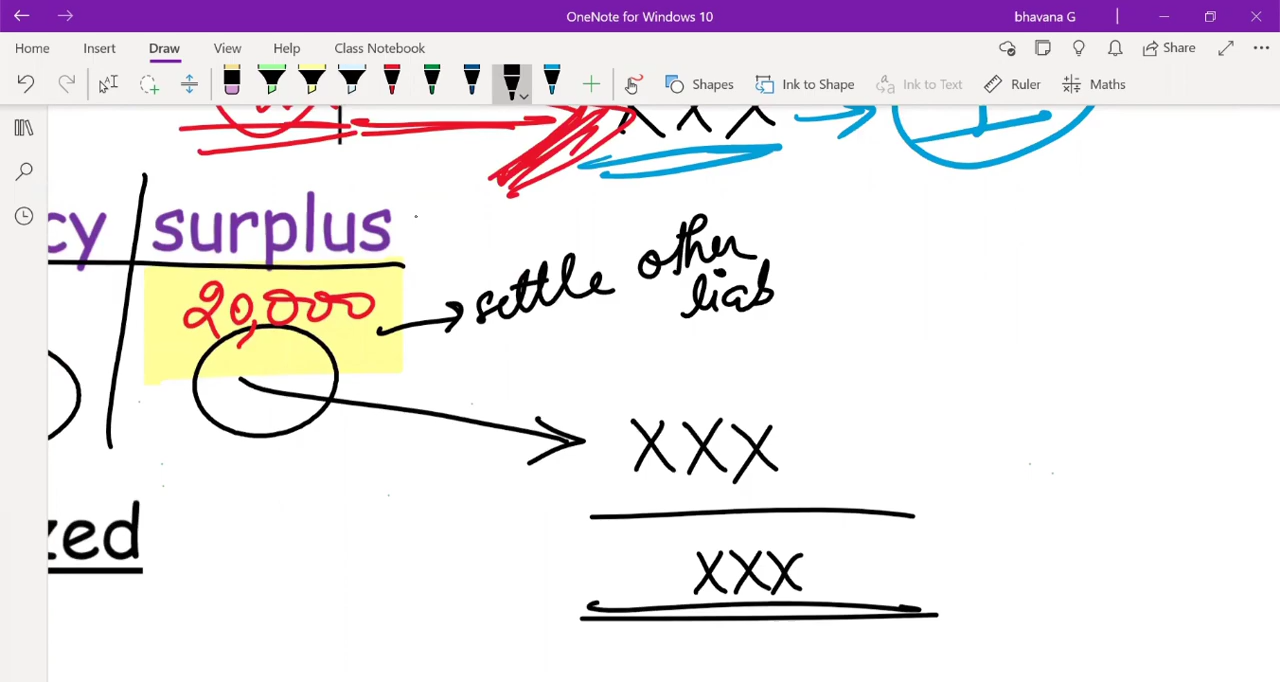 OneNote for Windows 10
bhavana G
Home Insert Draw View Help Class Notebook
Share
Shapes Ink to Shape Ink to Text Ruler Maths
XXX
cy surplus
20,000
settle other
liab
XXX
zed
XXX